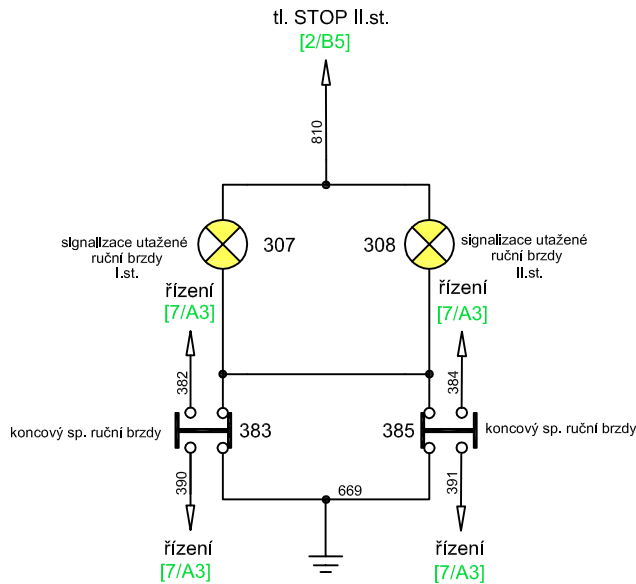 tl. STOP II.st.
[2/B5]
810
signalizace utažené
ruční brzdy
I.st.
307
308
signalizace utažené
ruční brzdy
II.st.
řízení
[7/A3]
řízení
[7/A3]
382
384
koncový sp. ruční brzdy
383
385
koncový sp. ruční brzdy
390
669
391
řízení
[7/A3]
řízení
[7/A3]